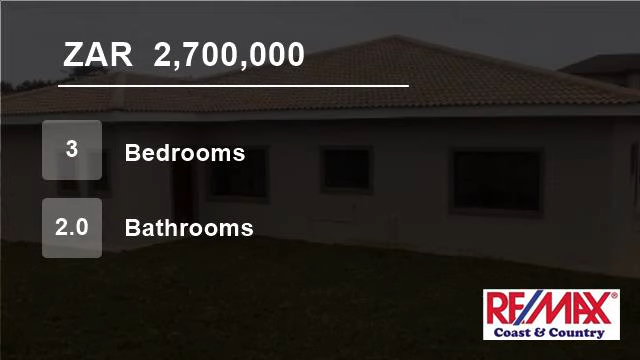 ZAR 2,700,000
3 Bedrooms
2.0 Bathrooms
RE/MAX®
Coast & Country